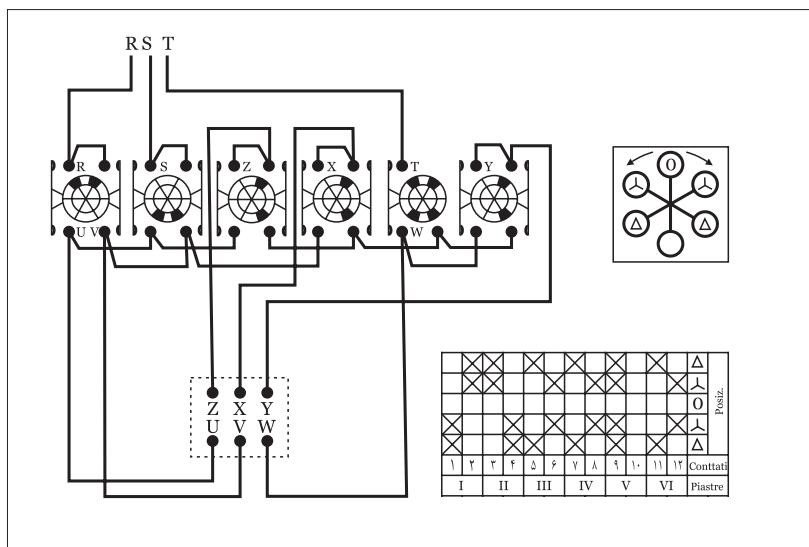 R S T
R S Z X T Y
U V W
O
Z X Y
U V W
Δ
O
Δ
Posiz.
۱ ۲ ۳ ۴ ۵ ۶ ۷ ۸ ۹ ۱۰ ۱۱ ۱۲ Conttati
I II III IV V VI Piastre